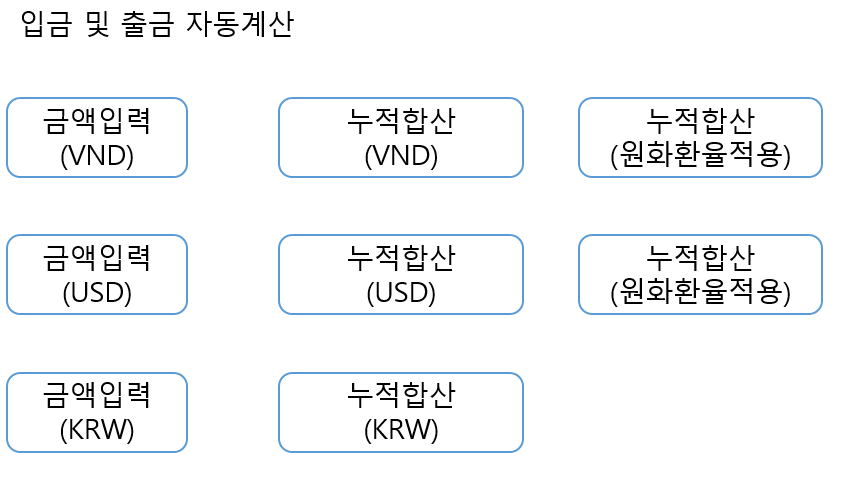 입금 및 출금 자동계산
금액입력
(VND)
누적합산
(VND)
누적합산
(원화환율적용)
금액입력
(USD)
누적합산
(USD)
누적합산
(원화환율적용)
금액입력
(KRW)
누적합산
(KRW)